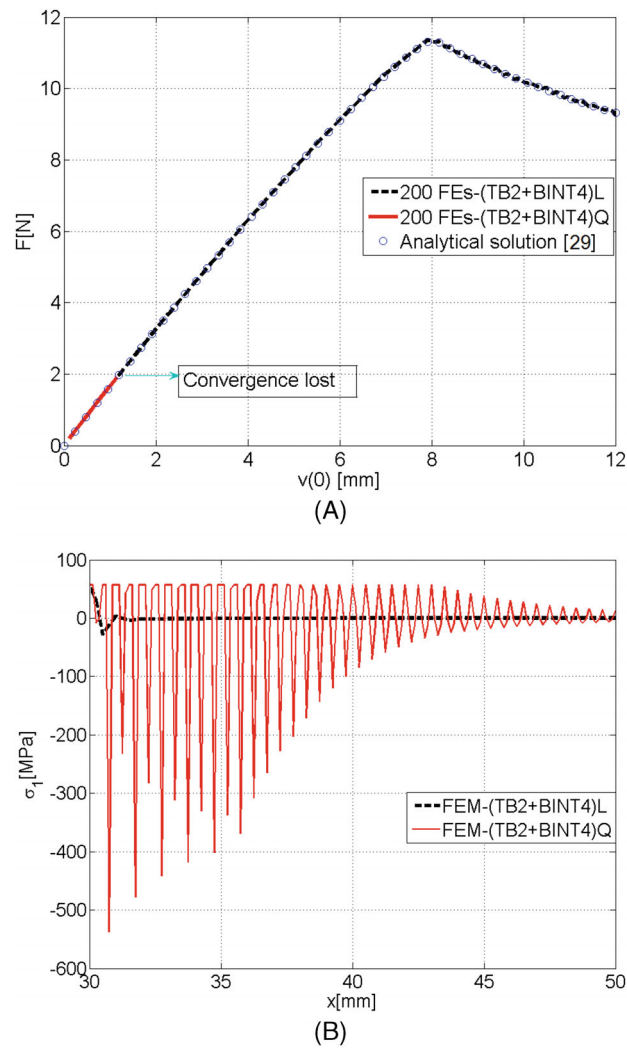 12
10
8
6
4
2
0
F[N]
200 FEs-(TB2+BINT4)L
200 FEs-(TB2+BINT4)Q
Analytical solution [29]
Convergence lost
0 2 4 6 8 10 12
v(0) [mm]
(A)
100
0
-100
-200
-300
-400
-500
-600
σ1[MPa]
FEM-(TB2+BINT4)L
FEM-(TB2+BINT4)Q
30 35 40 45 50
x[mm]
(B)